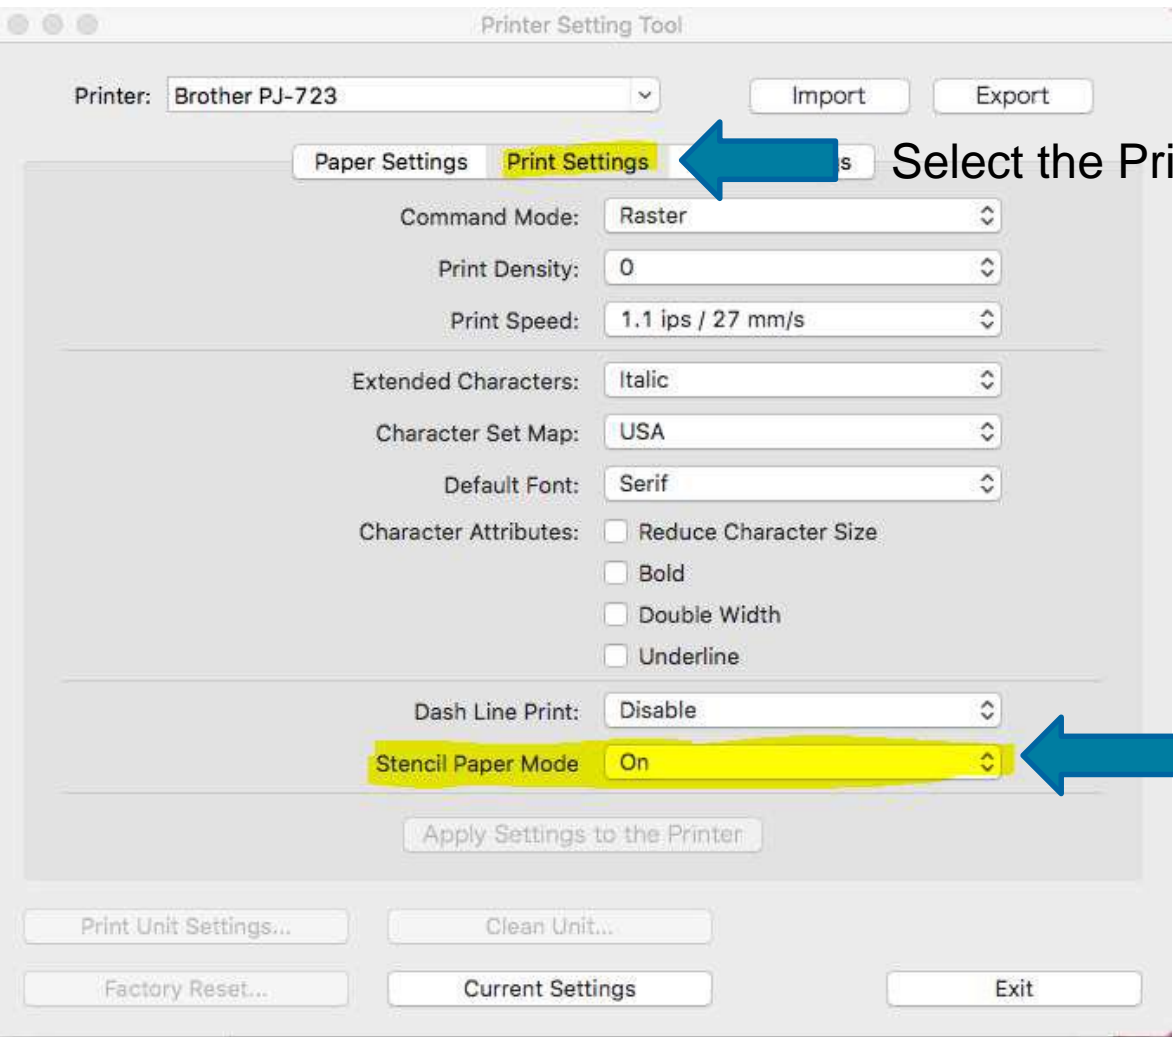 Printer Setting Tool
Printer: Brother PJ-723 Import Export
Paper Settings Print Settings Select the
Command Mode: Raster
Print Density: 0
Print Speed: 1.1 ips / 27 mm/s
Extended Characters: Italic
Character Set Map: USA
Default Font: Serif
Character Attributes: Reduce Character Size
Bold
Double Width
Underline
Dash Line Print: Disable
Stencil Paper Mode On
Apply Settings to the Printer
Print Unit Settings... Clean Unit...
Factory Reset... Current Settings Exit